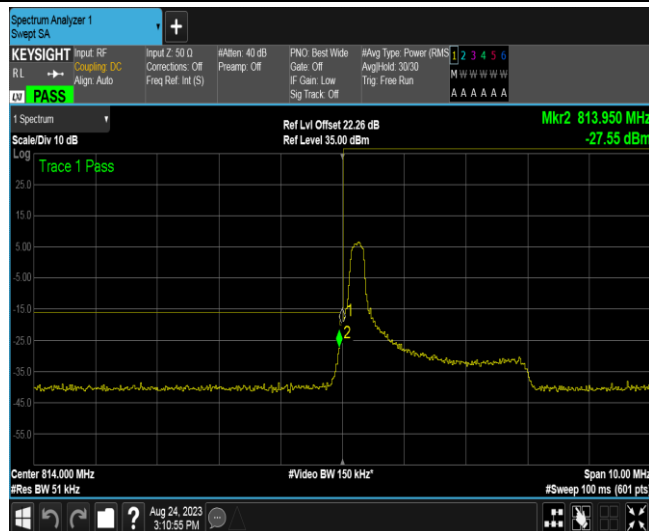 Spectrum Analyzer 1
Swept SA
KEYSIGHT
RL
Input: RF
Coupling: DC
Align: Auto
Input Z: 50 Ω
Corrections: Off
Freq Ref: Int (S)
#Atten: 40 dB
Preamp: Off
PNO: Best Wide
Gate: Off
IF Gain: Low
Sig Track: Off
#Avg Type: Power (RMS
Avg|Hold: 30/30
Trig: Free Run
1 2 3 4 5 6
M W W W W W
A A A A A A
LXI PASS
1 Spectrum
Scale/Div 10 dB
Ref Lvl Offset 22.26 dB
Ref Level 35.00 dBm
Mkr2 813.950 MHz
-27.55 dBm
Log
Trace 1 Pass
25.0
15.0
5.00
-5.00
-15.0
-25.0
-35.0
-45.0
-55.0
1
2
Center 814.000 MHz
#Res BW 51 kHz
#Video BW 150 kHz*
Span 10.00 MHz
#Sweep 100 ms (601 pts)
?
Aug 24, 2023
3:10:55 PM